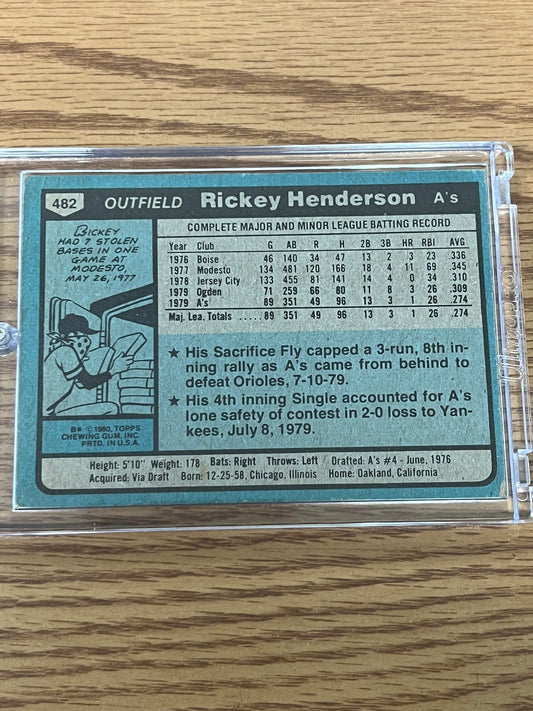 482 OUTFIELD Rickey Henderson A's
RICKEY
HAD 7 STOLEN
BASES IN ONE
GAME AT
MODESTO,
MAY 26, 1977
COMPLETE MAJOR AND MINOR LEAGUE BATTING RECORD
Year Club G AB R H 2B 3B HR RBI AVG
1976 Boise 46 140 34 47 13 2 3 23 .336
1977 Modesto 134 481 120 166 18 4 11 69 .345
1978 Jersey City 133 455 81 141 14 4 0 34 .310
1979 Ogden 71 259 66 80 11 8 3 26 .309
1979 A's 89 351 49 96 13 3 1 26 .274
Maj. Lea. Totals 89 351 49 96 13 3 1 26 .274
★ His Sacrifice Fly capped a 3-run, 8th in-
ning rally as A's came from behind to
defeat Orioles, 7-10-79.
★ His 4th inning Single accounted for A's
lone safety of contest in 2-0 loss to Yan-
kees, July 8, 1979.
B* © 1980, TOPPS
CHEWING GUM, INC.
PRTD. IN U.S.A.
Height: 5'10" Weight: 178 Bats: Right Throws: Left / Drafted: A's #4 - June, 1976
Acquired: Via Draft Born: 12-25-58, Chicago, Illinois Home: Oakland, California